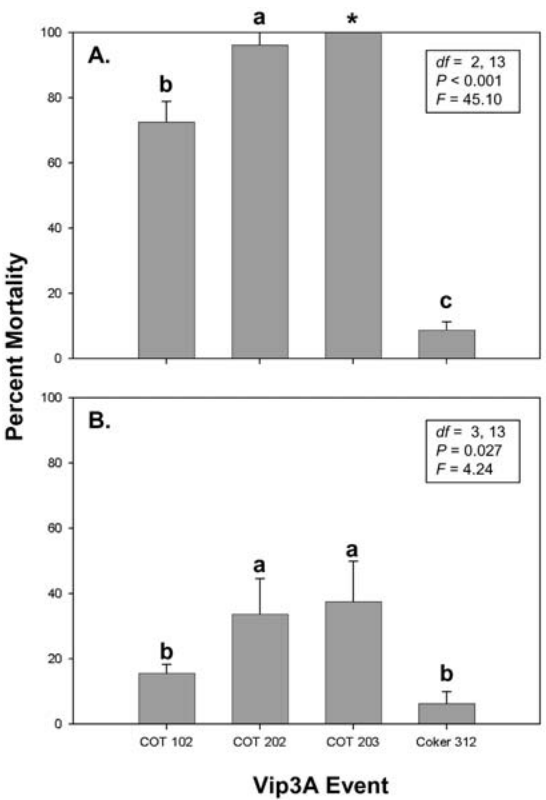 Percent Mortality
A.
100
80
60
40
20
0
b
a
*
c
df = 2, 13
P < 0.001
F = 45.10
B.
100
80
60
40
20
0
b
a
a
b
df = 3, 13
P = 0.027
F = 4.24
COT 102 COT 202 COT 203 Coker 312
Vip3A Event